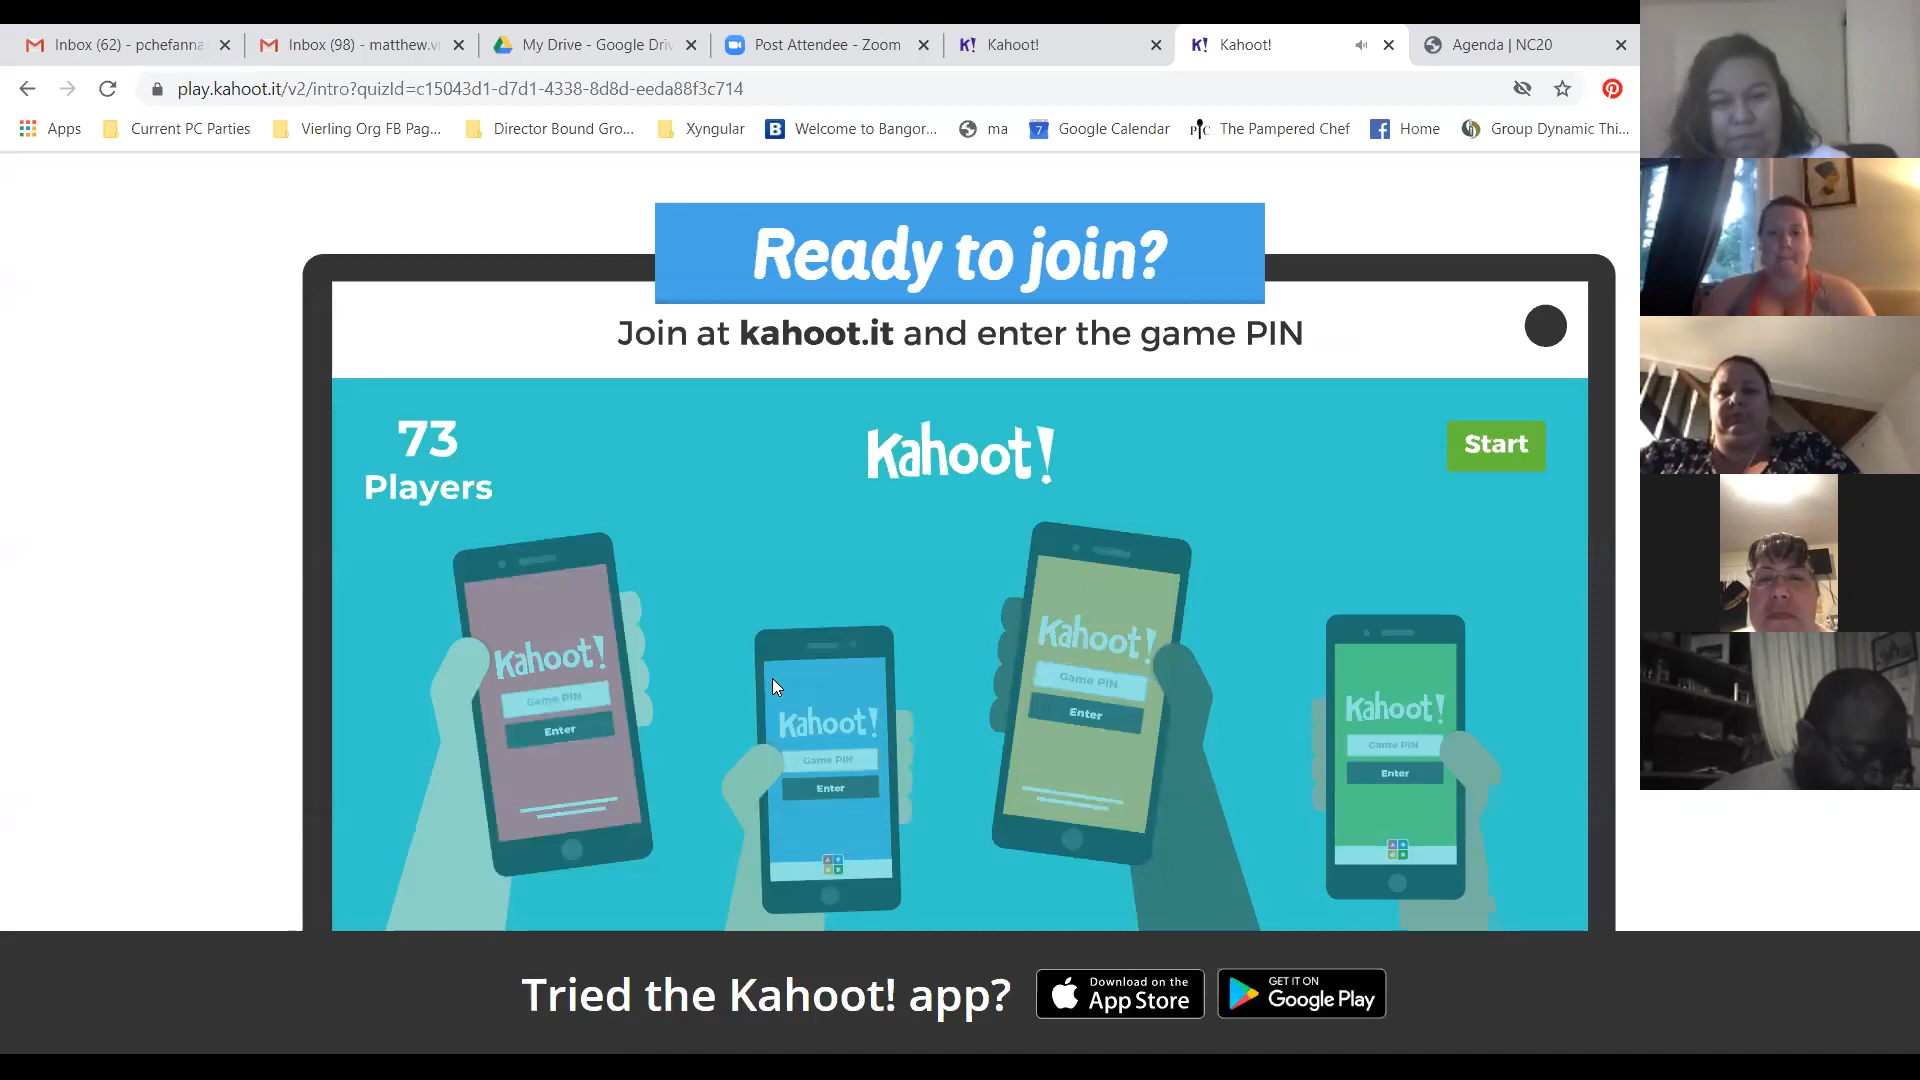 Inbox (62) - pchefanna
Inbox (98) - matthew.v
My Drive - Google Driv
Post Attendee - Zoom
Kahoot!
Kahoot!
Agenda | NC20
play.kahoot.it/v2/intro?quizId=c15043d1-d7d1-4338-8d8d-eeda88f3c714
Apps
Current PC Parties
Vierling Org FB Pag...
Director Bound Gro...
Xyngular
B Welcome to Bangor...
ma
7 Google Calendar
The Pampered Chef
Home
Group Dynamic Thi...
Ready to join?
Join at kahoot.it and enter the game PIN
73
Players
Kahoot!
Start
Kahoot!
Game PIN
Enter
Kahoot!
Game PIN
Enter
Kahoot!
Game PIN
Enter
Kahoot!
Game PIN
Enter
Tried the Kahoot! app?
Download on the
App Store
GET IT ON
Google Play